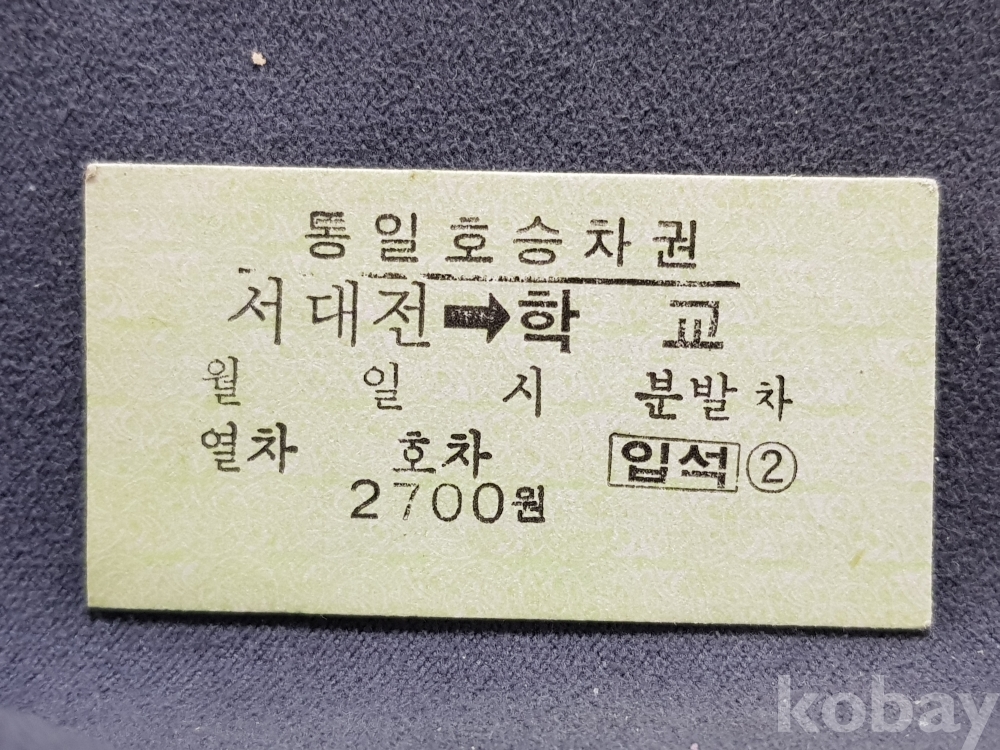 통일호승차권
서대전➡학 교
월 일 시 분발차
열차 호차 입석 ②
2700원
kobay